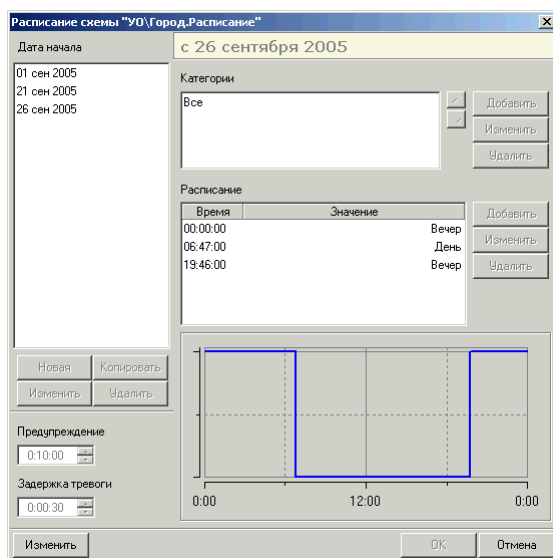 Расписание схемы "УО\Город.Расписание"
Дата начала
с 26 сентября 2005
01 сен 2005
21 сен 2005
26 сен 2005
Категории
Все
Добавить
Изменить
Удалить
Расписание
Время Значение
00:00:00 Вечер
06:47:00 День
19:46:00 Вечер
Добавить
Изменить
Удалить
Новая Копировать
Изменить Удалить
Предупреждение
0:10:00
Задержка тревоги
0:00:30
0:00 12:00 0:00
Изменить OK Отмена